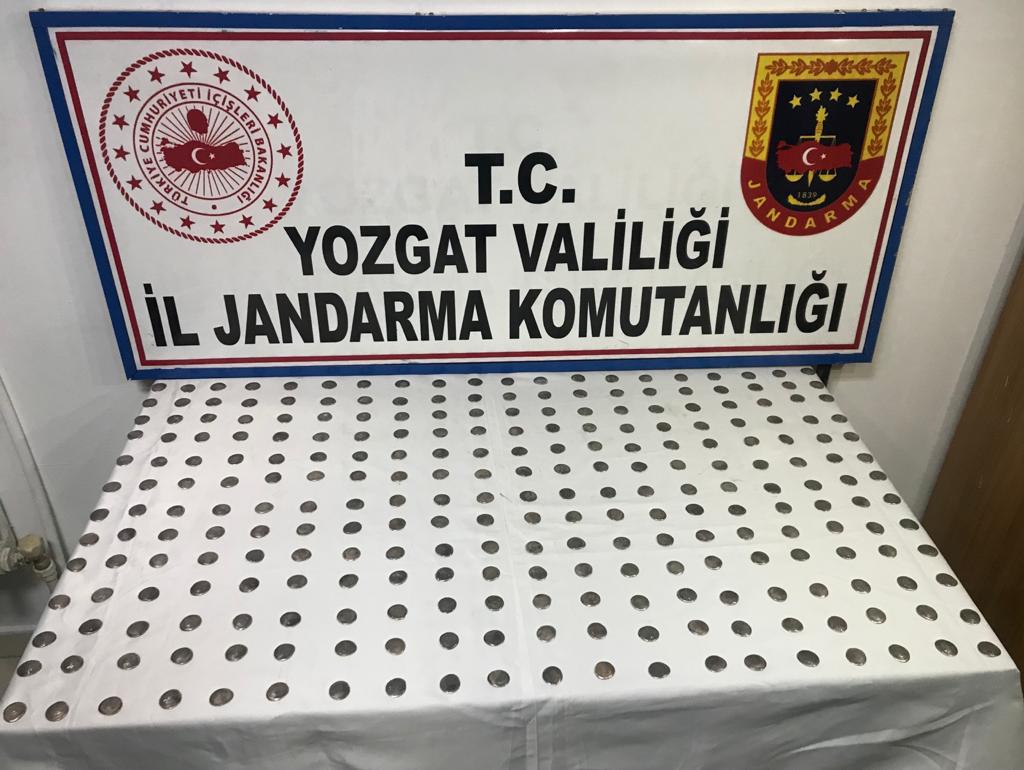 TÜRKİYE CUMHURİYETİ İÇİŞLERİ BAKANLIĞI
1839
JANDARMA
T.C.
YOZGAT VALİLİĞİ
İL JANDARMA KOMUTANLIĞI